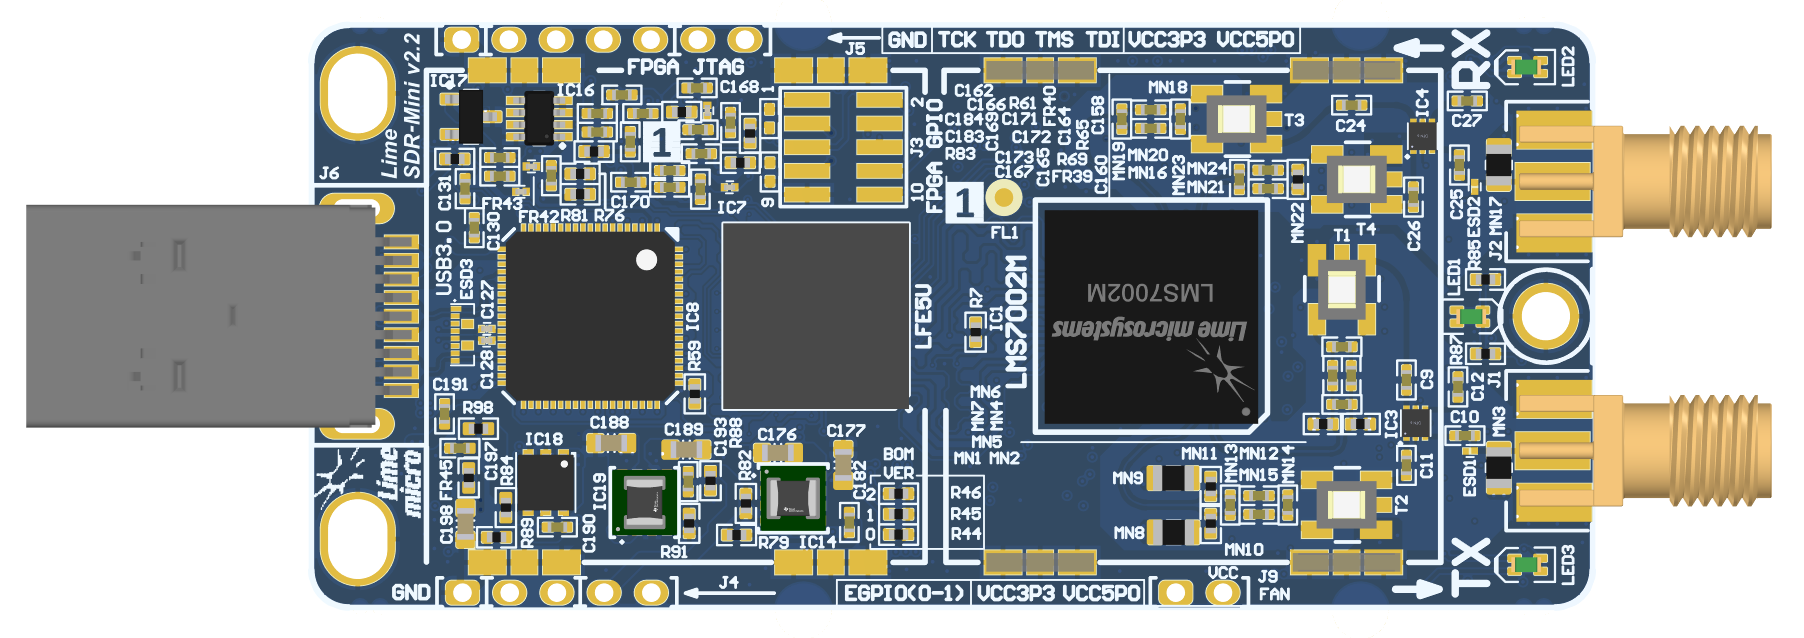 J5
GND TCK TDO TMS TDI VCC3P3 VCC5P0
RX
LED2
Lime
SDR-Mini v2.2
J6
IC17
IC16
FPGA JTAG
C168
1
1
2
J3
FPGA GPIO
10
9
C162
C166
R61
FR40
C184
C169
C171
C164
C158
C183
C172
R65
R83
C173
C165
R69
C167
FR39
C160
MN18
MN19
MN20
MN16
MN23
MN24
MN21
MN22
T3
C24
IC4
C27
C131
FR43
C130
FR42
R81
R76
C170
IC7
1
FL1
T1
T4
C26
C25
ESD2
MN17
J2
R85
LED1
USB3.0
ESD3
C127
C128
IC8
R59
LFE5U
R7
IC1
LMS7002M
LMS7002M
Lime microsystems
R87
C9
C12
J1
C191
R98
C188
C189
C193
R88
C176
C177
C182
MN6
MN7
MN4
MN5
MN1 MN2
IC3
C10
MN3
C11
ESD1
Lime
micro
FR45
C197
R84
IC18
IC19
R82
BOM
VER
2
R46
1
R45
0
R44
MN9
MN11
MN13
MN12
MN15
MN14
MN8
MN10
T2
C198
R89
C190
R91
R79
IC14
GND
J4
EGPIO(0-1) VCC3P3 VCC5P0
VCC
J9
FAN
TX
LED3